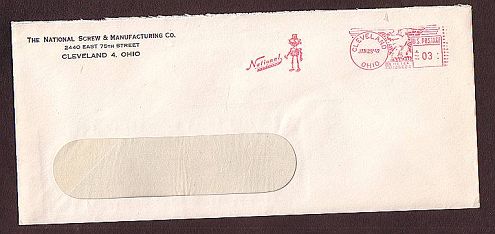 THE NATIONAL SCREW & MANUFACTURING CO.
2440 EAST 75TH STREET
CLEVELAND 4, OHIO
National
CLEVELAND
OHIO
U.S. POSTAGE
03